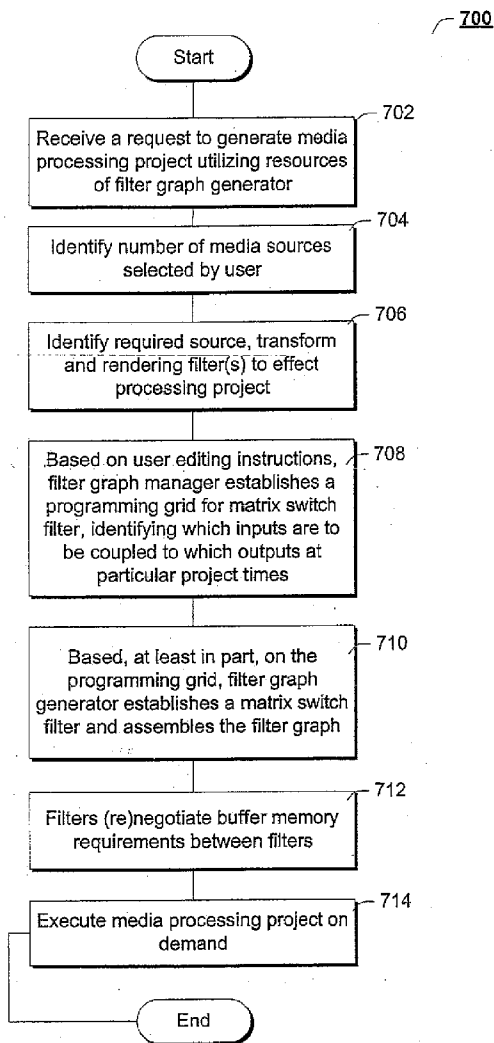 700
Start
702
Receive a request to generate media
processing project utilizing resources
of filter graph generator
704
Identify number of media sources
selected by user
706
Identify required source, transform
and rendering filter(s) to effect
processing project
708
Based on user editing instructions,
filter graph manager establishes a
programming grid for matrix switch
filter, identifying which inputs are to
be coupled to which outputs at
particular project times
710
Based, at least in part, on the
programming grid, filter graph
generator establishes a matrix switch
filter and assembles the filter graph
712
Filters (re)negotiate buffer memory
requirements between filters
714
Execute media processing project on
demand
End